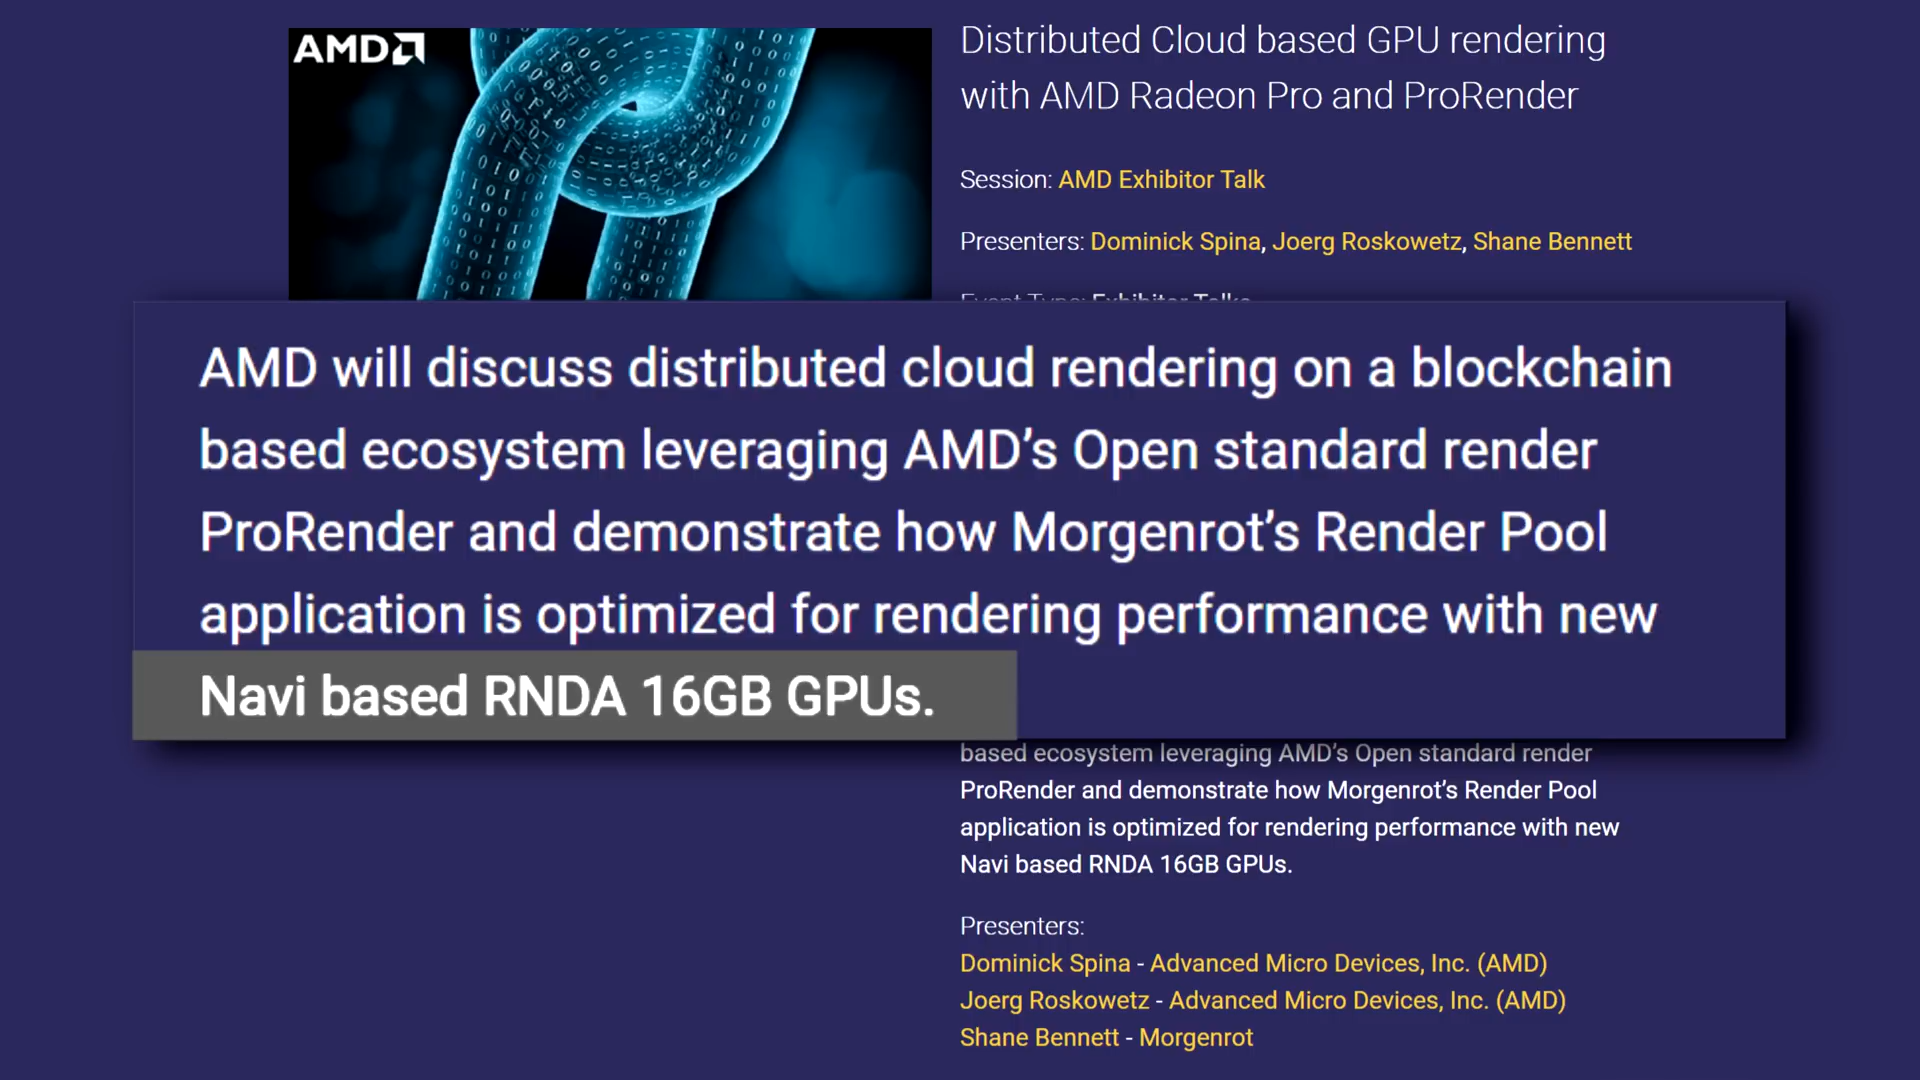 AMD
Distributed Cloud based GPU rendering
with AMD Radeon Pro and ProRender
Session: AMD Exhibitor Talk
Presenters: Dominick Spina, Joerg Roskowetz, Shane Bennett
Event Type: Exhibitor Talks
AMD will discuss distributed cloud rendering on a blockchain
based ecosystem leveraging AMD’s Open standard render
ProRender and demonstrate how Morgenrot’s Render Pool
application is optimized for rendering performance with new
Navi based RNDA 16GB GPUs.
based ecosystem leveraging AMD’s Open standard render
ProRender and demonstrate how Morgenrot’s Render Pool
application is optimized for rendering performance with new
Navi based RNDA 16GB GPUs.
Presenters:
Dominick Spina - Advanced Micro Devices, Inc. (AMD)
Joerg Roskowetz - Advanced Micro Devices, Inc. (AMD)
Shane Bennett - Morgenrot